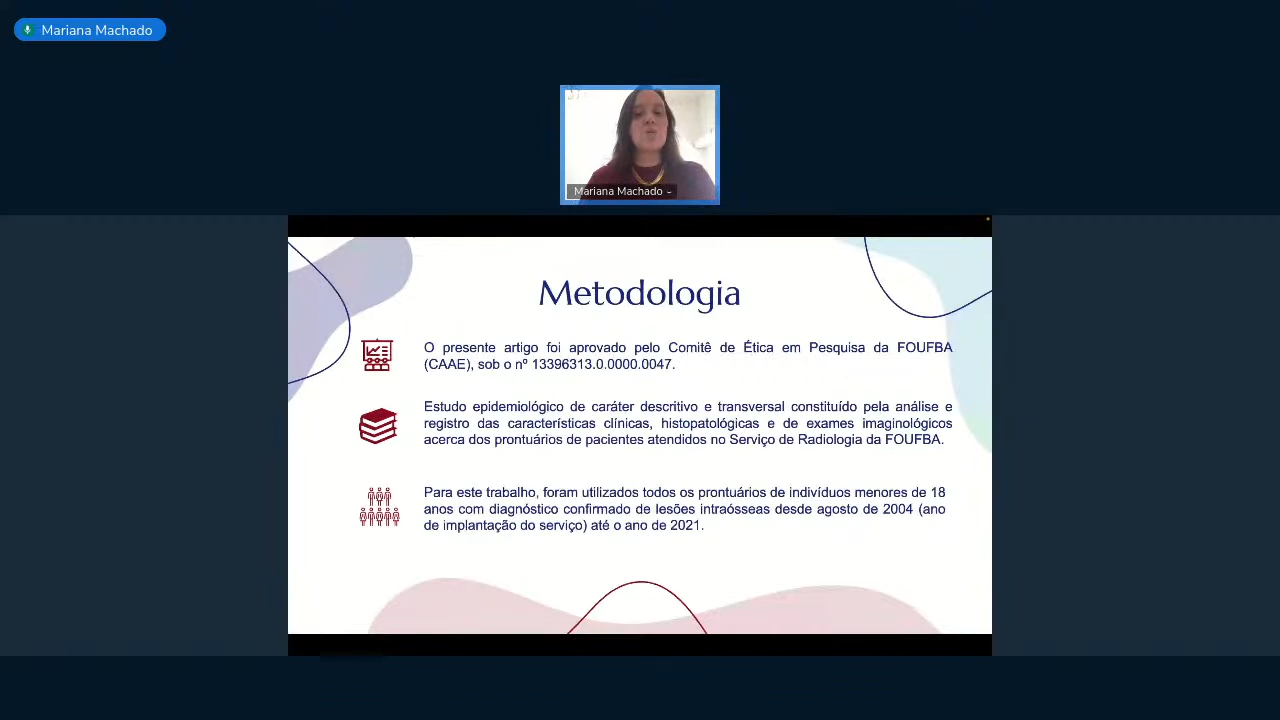 Mariana Machado
Mariana Machado
Metodologia
O presente artigo foi aprovado pelo Comitê de Ética em Pesquisa da FOUFBA
(CAAE), sob o nº 13396313.0.0000.0047.
Estudo epidemiológico de caráter descritivo e transversal constituído pela análise e
registro das características clínicas, histopatológicas e de exames imaginológicos
acerca dos prontuários de pacientes atendidos no Serviço de Radiologia da FOUFBA.
Para este trabalho, foram utilizados todos os prontuários de indivíduos menores de 18
anos com diagnóstico confirmado de lesões intraósseas desde agosto de 2004 (ano
de implantação do serviço) até o ano de 2021.